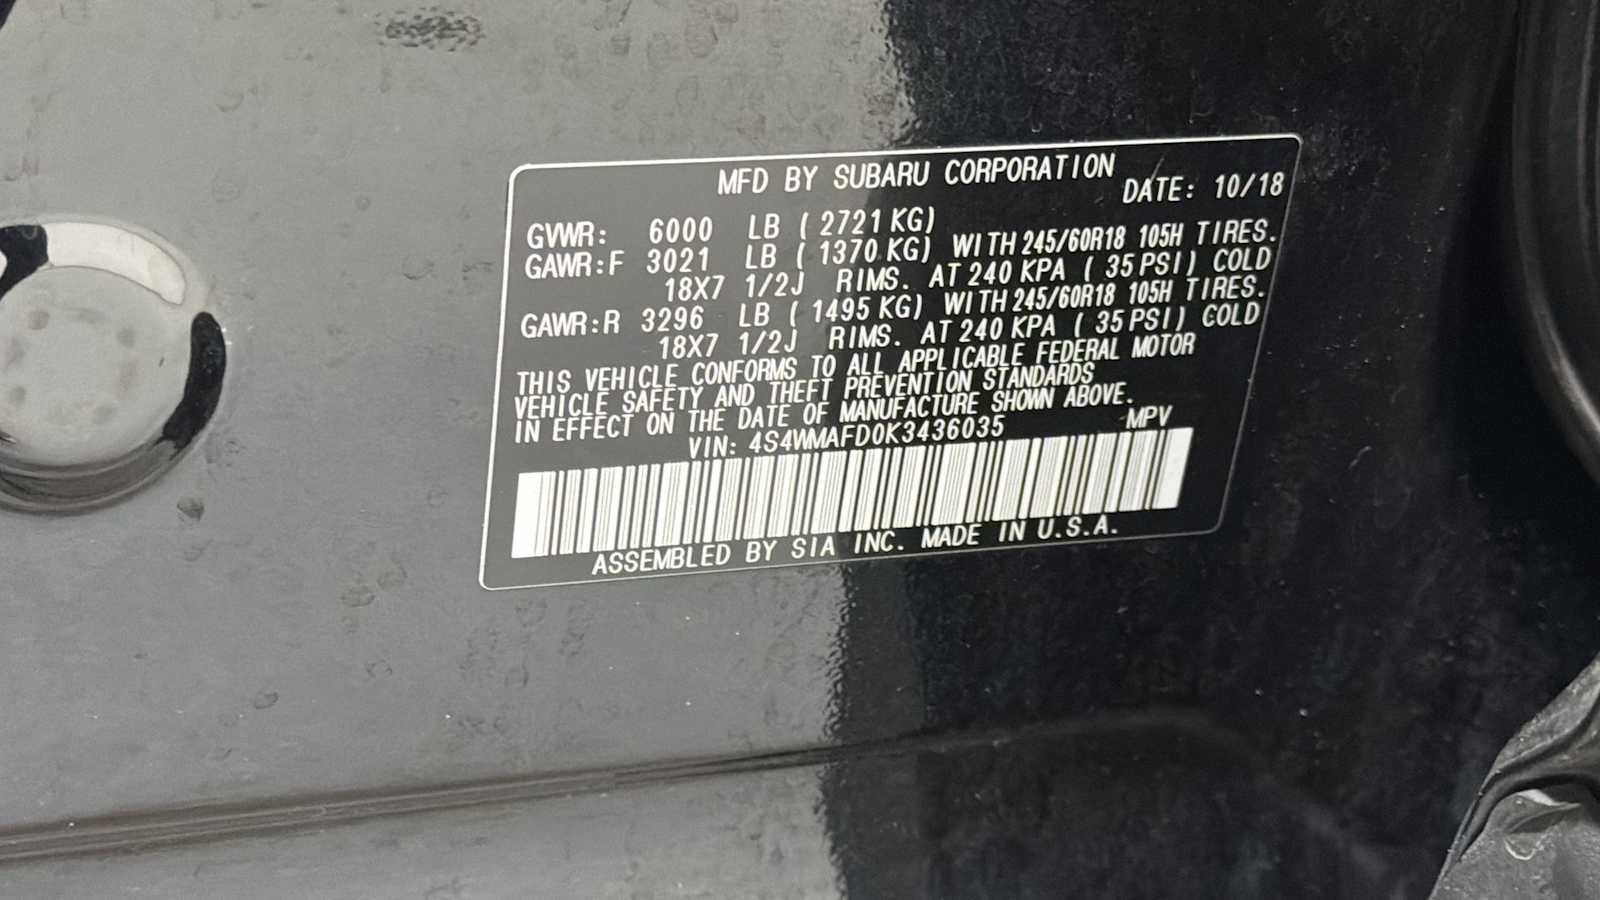 MFD BY SUBARU CORPORATION
DATE: 10/18
GVWR: 6000 LB ( 2721 KG)
GAWR:F 3021 LB ( 1370 KG) WITH 245/60R18 105H TIRES.
18X7 1/2J RIMS. AT 240 KPA ( 35 PSI) COLD
GAWR:R 3296 LB ( 1495 KG) WITH 245/60R18 105H TIRES.
18X7 1/2J RIMS. AT 240 KPA ( 35 PSI) COLD
THIS VEHICLE CONFORMS TO ALL APPLICABLE FEDERAL MOTOR
VEHICLE SAFETY AND THEFT PREVENTION STANDARDS
IN EFFECT ON THE DATE OF MANUFACTURE SHOWN ABOVE.
VIN: 4S4WMAFD0K3436035 MPV
ASSEMBLED BY SIA INC. MADE IN U.S.A.